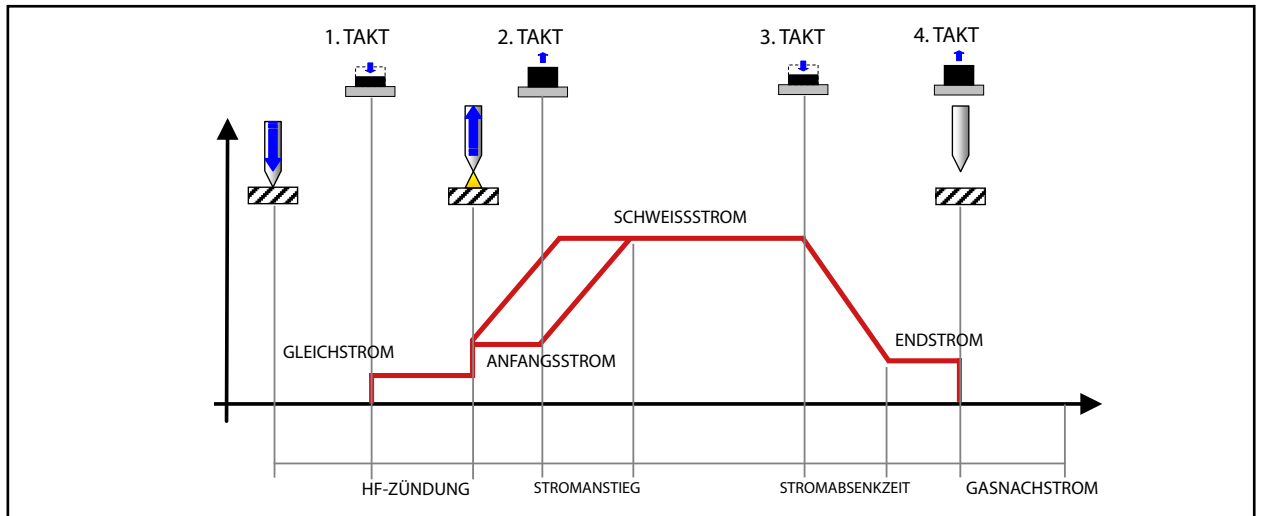 1. TAKT
2. TAKT
3. TAKT
4. TAKT
SCHWEISSSTROM
GLEICHSTROM
ANFANGSSTROM
ENDSTROM
HF-ZÜNDUNG
STROMANSTIEG
STROMABSENKZEIT
GASNACHSTROM